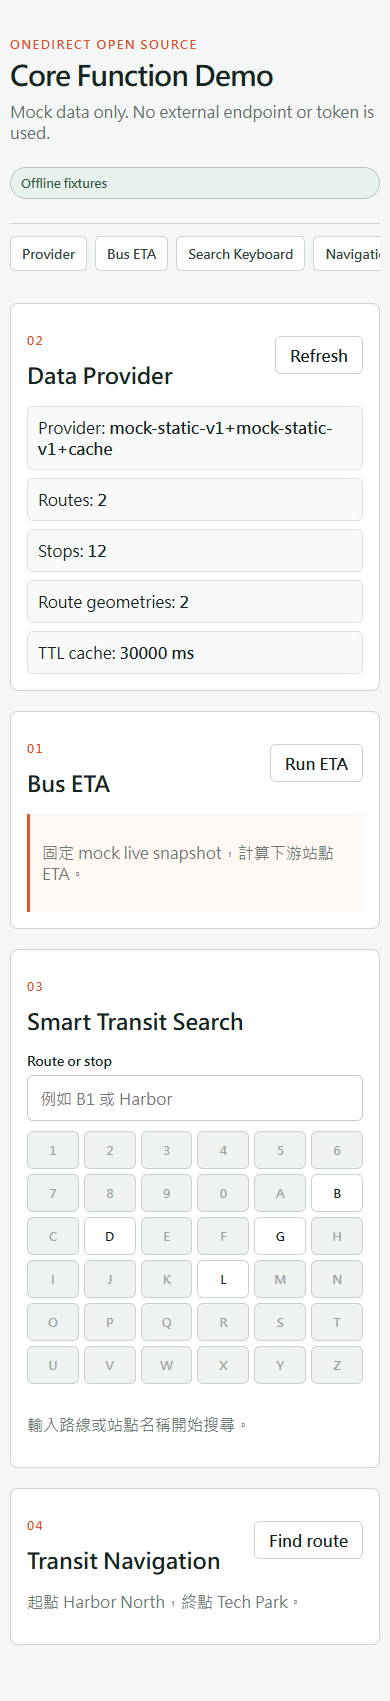 ONEDIRECT OPEN SOURCE
Core Function Demo
Mock data only. No external endpoint or token is
used.
Offline fixtures
Provider
Bus ETA
Search Keyboard
Navigatio
02
Data Provider
Refresh
Provider: mock-static-v1+mock-static-
v1+cache
Routes: 2
Stops: 12
Route geometries: 2
TTL cache: 30000 ms
01
Bus ETA
Run ETA
固定 mock live snapshot，計算下游站點
ETA。
03
Smart Transit Search
Route or stop
例如 B1 或 Harbor
1 2 3 4 5 6
7 8 9 0 A B
C D E F G H
I J K L M N
O P Q R S T
U V W X Y Z
輸入路線或站點名稱開始搜尋。
04
Transit Navigation
Find route
起點 Harbor North，終點 Tech Park。